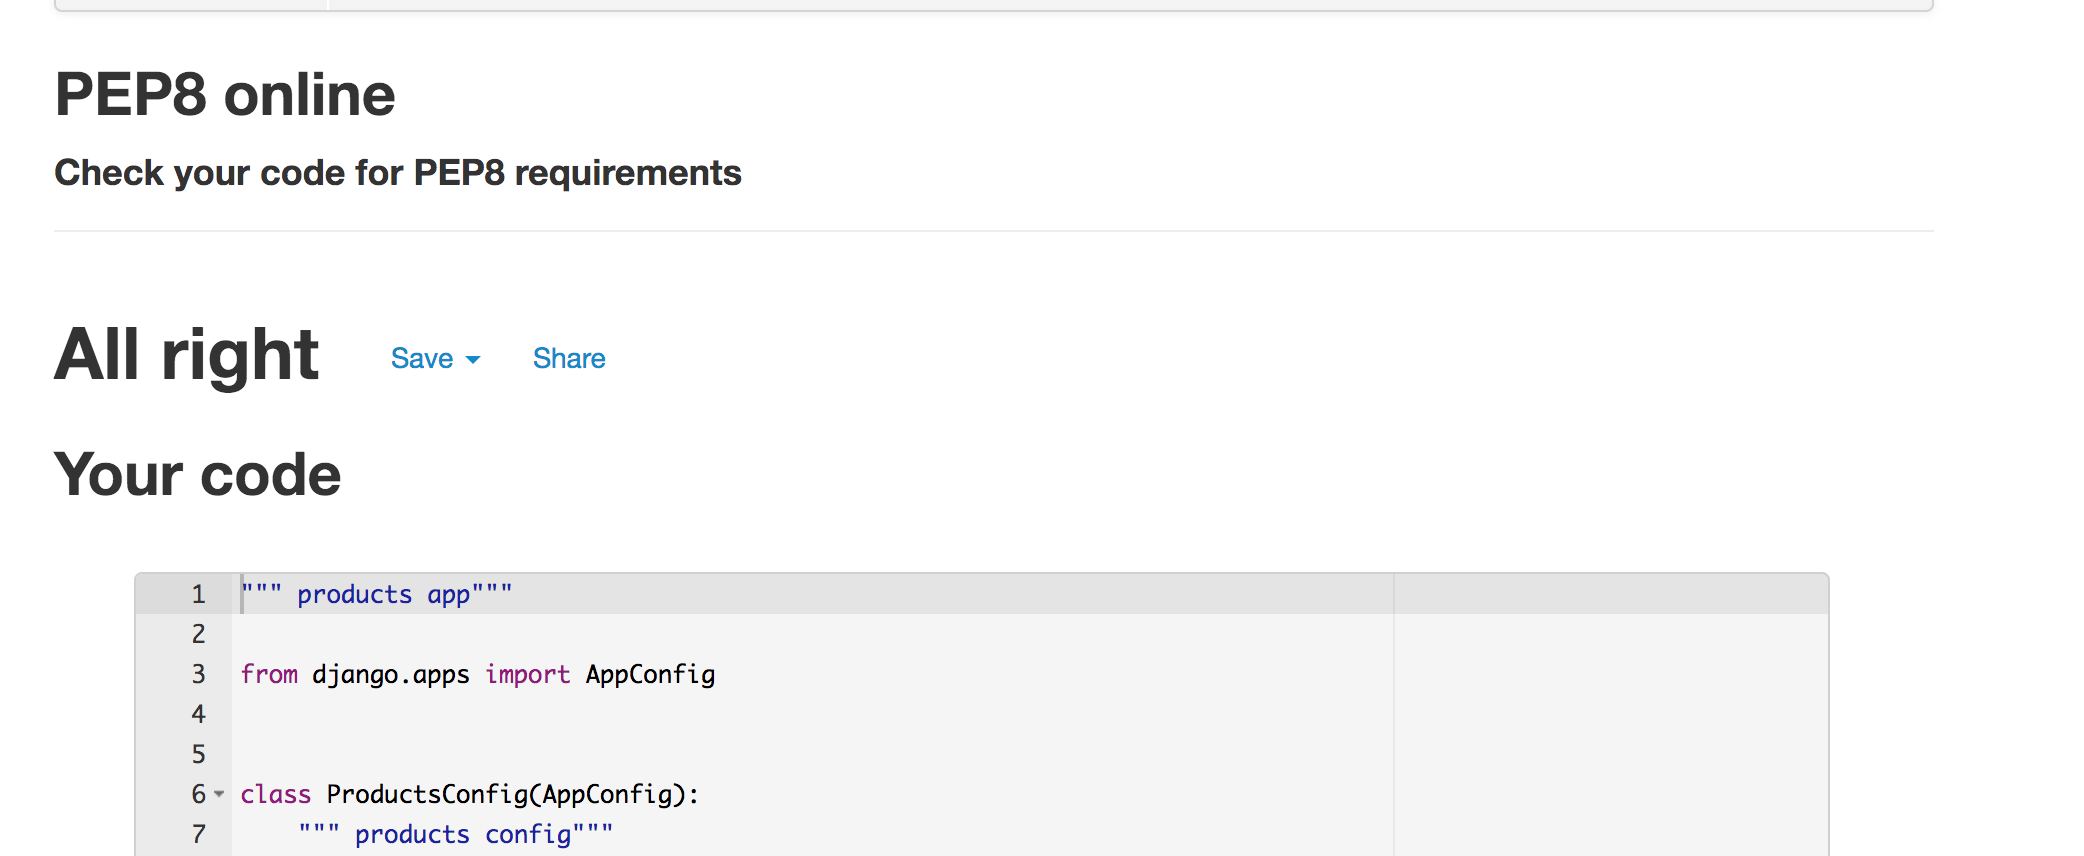 PEP8 online
Check your code for PEP8 requirements
All right Save Share
Your code
1 """ products app"""
2
3 from django.apps import AppConfig
4
5
6 class ProductsConfig(AppConfig):
7     """ products config"""